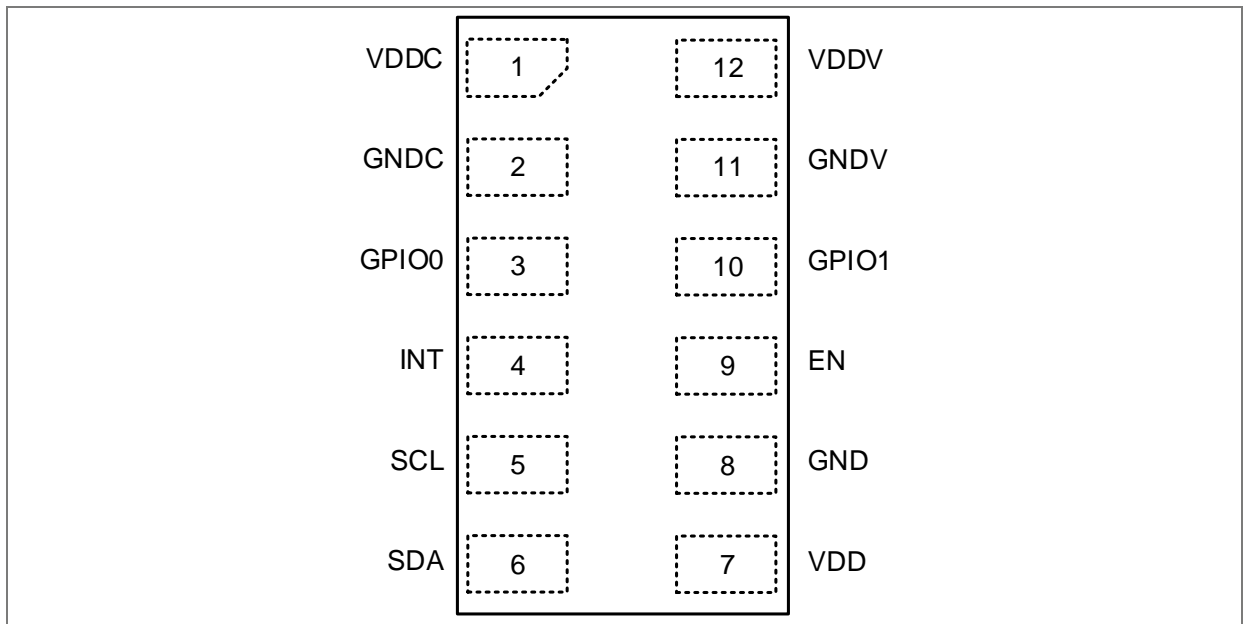 VDDC 1 12 VDDV
GNDC 2 11 GNDV
GPIO0 3 10 GPIO1
INT 4 9 EN
SCL 5 8 GND
SDA 6 7 VDD